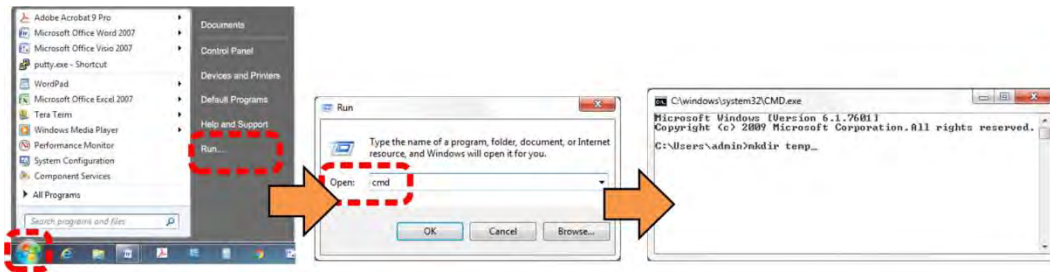 Adobe Acrobat 9 Pro
Microsoft Office Word 2007
Microsoft Office Visio 2007
putty.exe - Shortcut
WordPad
Microsoft Office Excel 2007
Tera Term
Windows Media Player
Performance Monitor
System Configuration
Component Services
All Programs
Search programs and files
Documents
Control Panel
Devices and Printers
Default Programs
Help and Support
Run...
Run
Type the name of a program, folder, document, or Internet
resource, and Windows will open it for you.
Open: cmd
OK Cancel Browse...
C:\windows\system32\CMD.exe
Microsoft Windows [Version 6.1.7601]
Copyright (c) 2009 Microsoft Corporation.All rights reserved.
C:\Users\admin>mkdir temp_